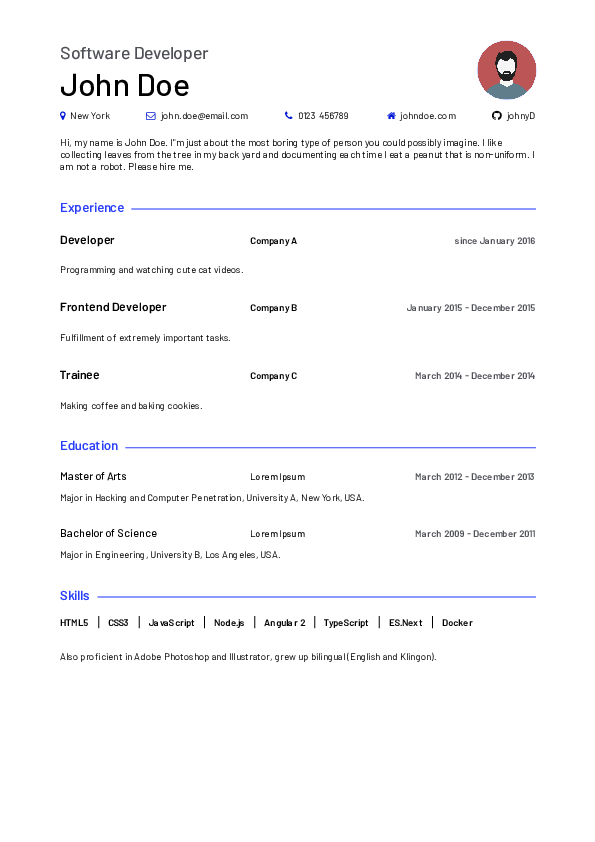 Software Developer
John Doe
New York john.doe@email.com 0123 456789 johndoe.com johnyD
Hi, my name is John Doe. I"m just about the most boring type of person you could possibly imagine. I like
collecting leaves from the tree in my back yard and documenting each time I eat a peanut that is non-uniform. I
am not a robot. Please hire me.
Experience
Developer Company A since January 2016
Programming and watching cute cat videos.
Frontend Developer Company B January 2015 - December 2015
Fulfillment of extremely important tasks.
Trainee Company C March 2014 - December 2014
Making coffee and baking cookies.
Education
Master of Arts Lorem Ipsum March 2012 - December 2013
Major in Hacking and Computer Penetration, University A, New York, USA.
Bachelor of Science Lorem Ipsum March 2009 - December 2011
Major in Engineering, University B, Los Angeles, USA.
Skills
HTML5 | CSS3 | JavaScript | Node.js | Angular 2 | TypeScript | ES.Next | Docker
Also proficient in Adobe Photoshop and Illustrator, grew up bilingual (English and Klingon).